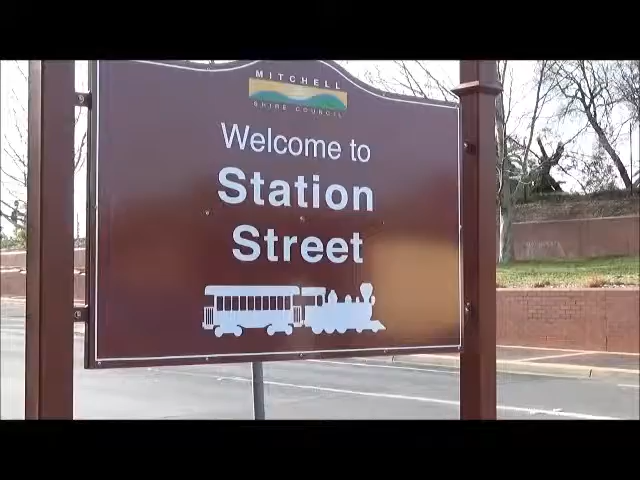 MITCHELL
SHIRE COUNCIL
Welcome to
Station
Street